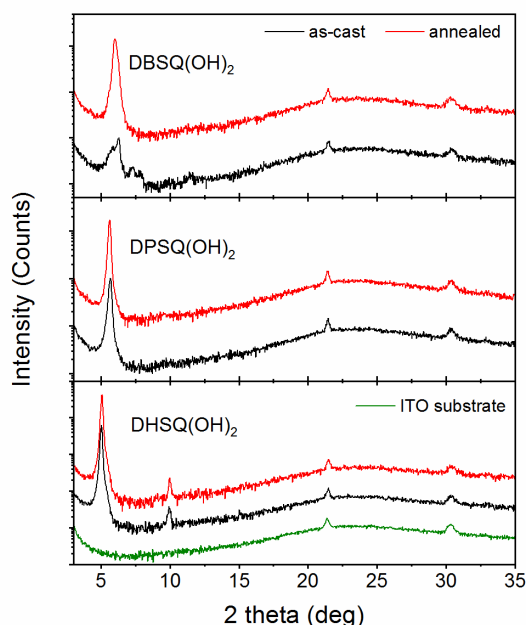 as-cast annealed
DBSQ(OH)₂
DPSQ(OH)₂
DHSQ(OH)₂
ITO substrate
Intensity (Counts)
5 10 15 20 25 30 35
2 theta (deg)